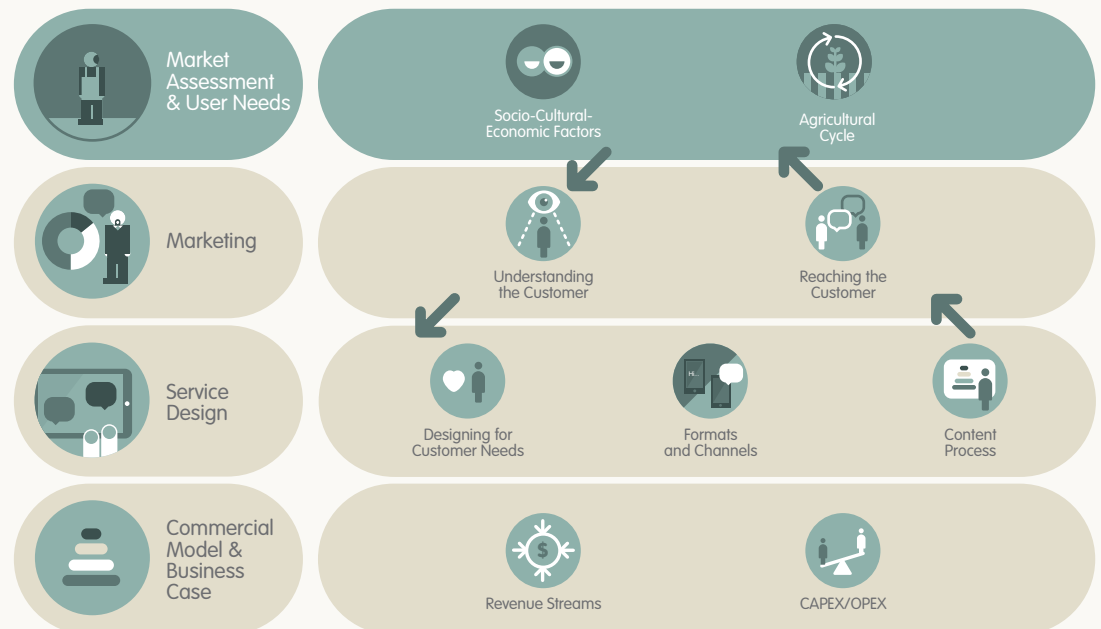 Market
Assessment
& User Needs
Socio-Cultural-
Economic Factors
Agricultural
Cycle
Marketing
Understanding
the Customer
Reaching the
Customer
Service
Design
Designing for
Customer Needs
Hi...
Formats
and Channels
Content
Process
Commercial
Model &
Business
Case
$
Revenue Streams
CAPEX/OPEX